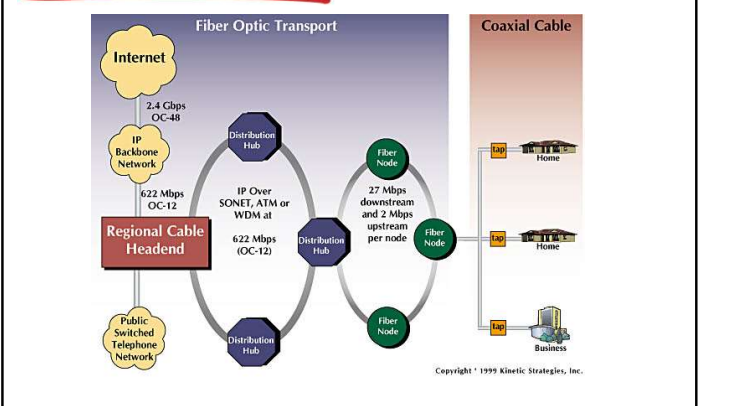 Fiber Optic Transport
Coaxial Cable
Internet
2.4 Gbps
OC-48
IP
Backbone
Network
622 Mbps
OC-12
Regional Cable
Headend
Public
Switched
Telephone
Network
Distribution
Hub
IP Over
SONET, ATM or
WDM at
622 Mbps
(OC-12)
Distribution
Hub
Distribution
Hub
Fiber
Node
27 Mbps
downstream
and 2 Mbps
upstream
per node
Fiber
Node
Fiber
Node
tap
Home
tap
Home
tap
Business
Copyright ' 1999 Kinetic Strategies, Inc.